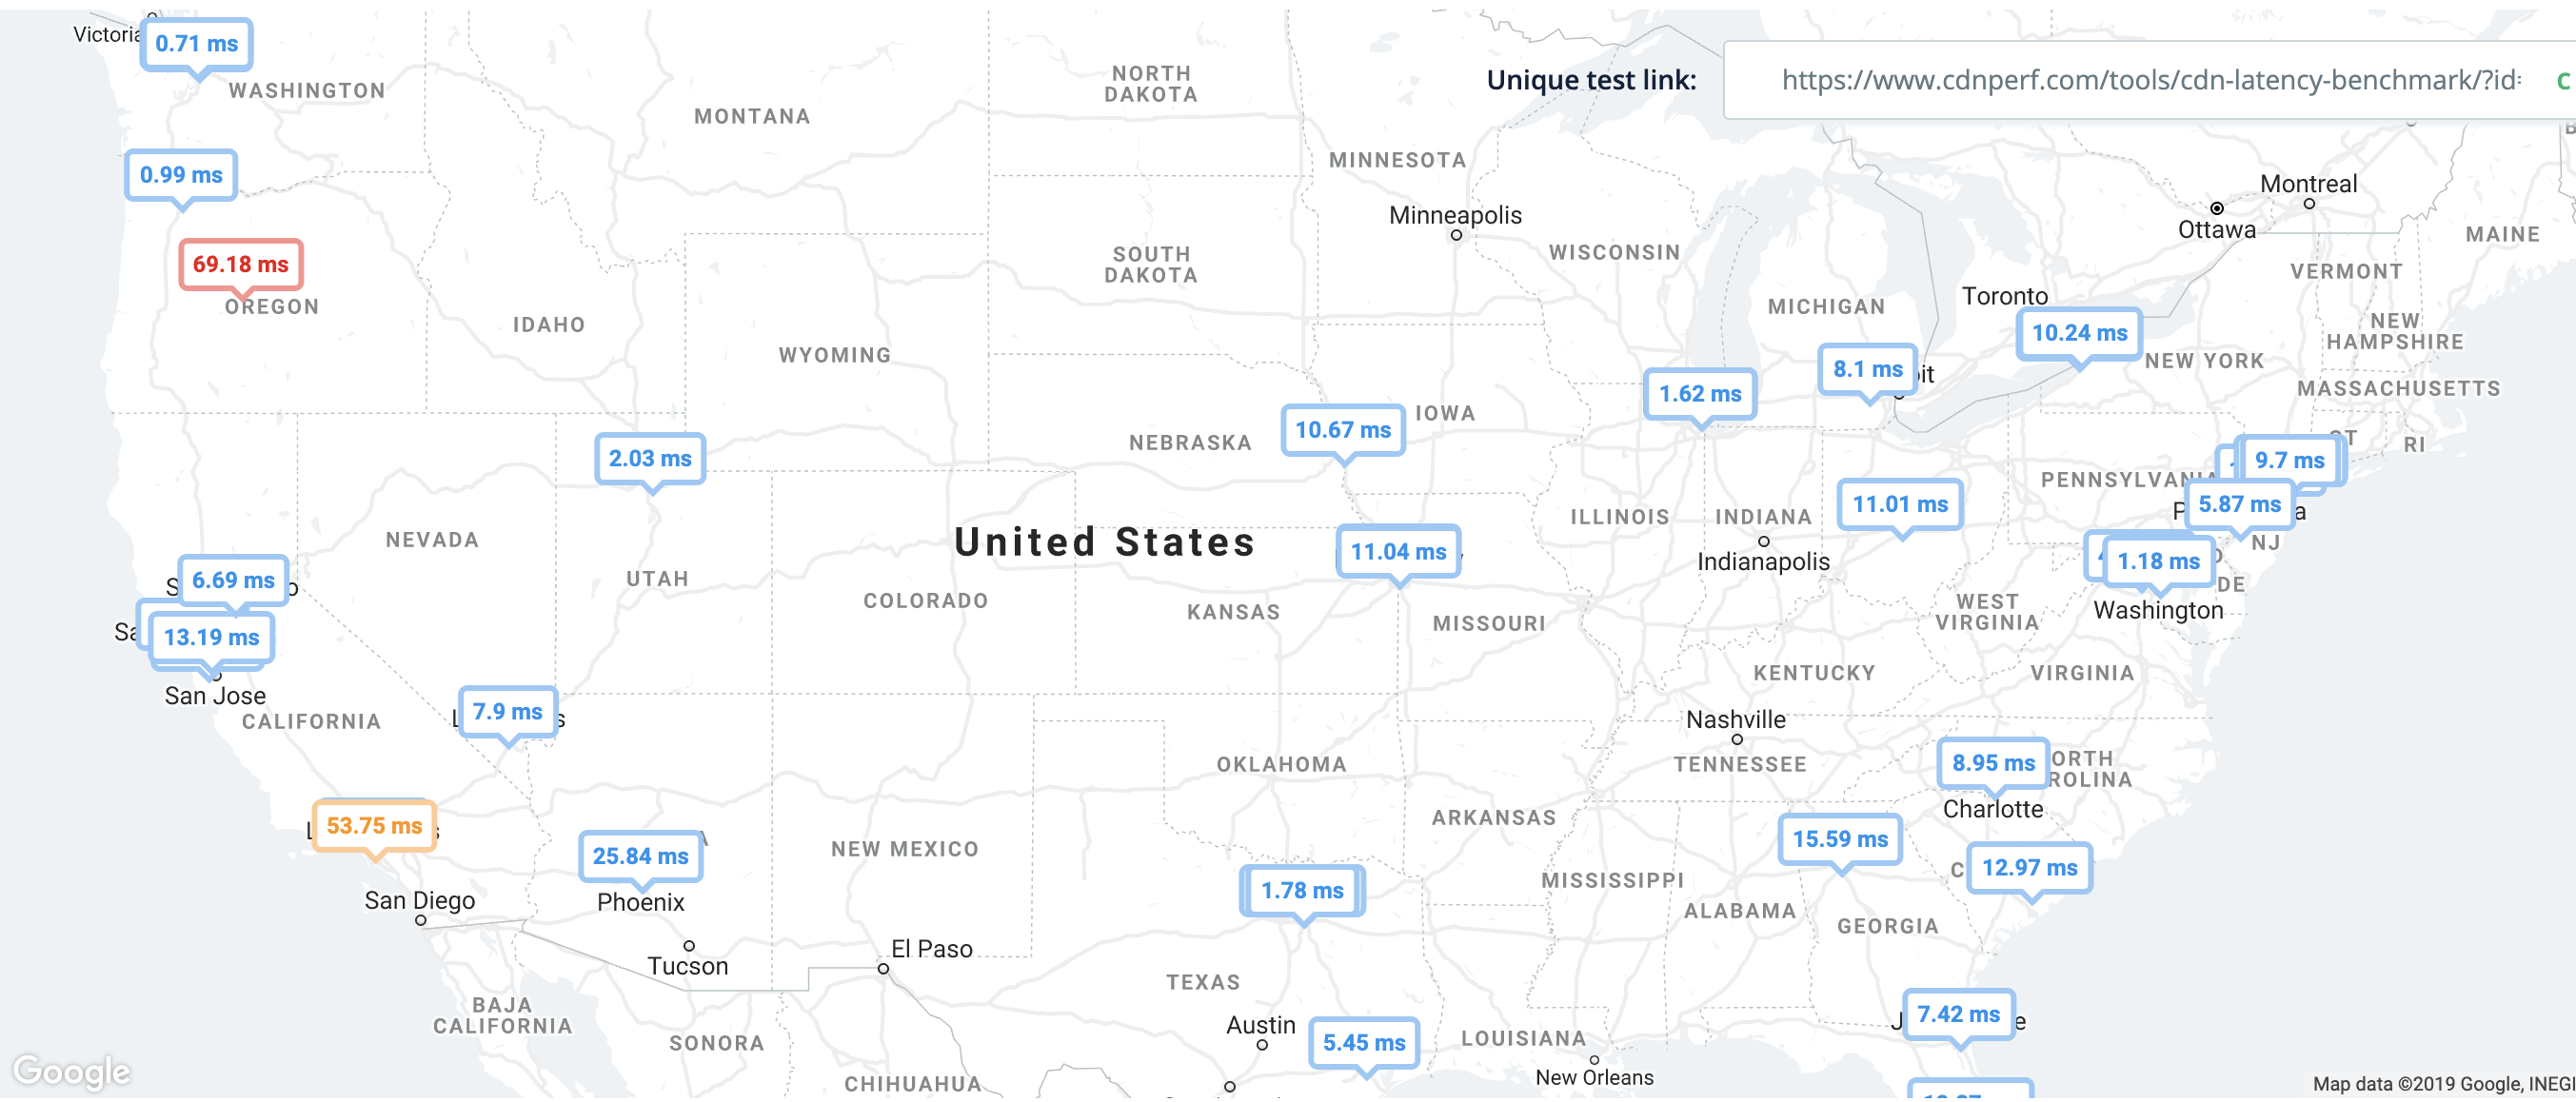 Victoria
0.71 ms
WASHINGTON
MONTANA
NORTH
DAKOTA
Unique test link:
https://www.cdnperf.com/tools/cdn-latency-benchmark/?id=
C
MINNESOTA
0.99 ms
Minneapolis
Montreal
Ottawa
MAINE
69.18 ms
OREGON
IDAHO
SOUTH
DAKOTA
WISCONSIN
VERMONT
WYOMING
MICHIGAN
Toronto
10.24 ms
NEW YORK
NEW
HAMPSHIRE
MASSACHUSETTS
8.1 ms
1.62 ms
10.67 ms
IOWA
NEBRASKA
2.03 ms
RI
PENNSYLVANIA
9.7 ms
5.87 ms
NEVADA
United States
11.04 ms
ILLINOIS
INDIANA
Indianapolis
11.01 ms
NJ
1.18 ms
DE
Washington
6.69 ms
UTAH
COLORADO
KANSAS
MISSOURI
WEST
VIRGINIA
13.19 ms
San Jose
CALIFORNIA
7.9 ms
KENTUCKY
VIRGINIA
Nashville
TENNESSEE
OKLAHOMA
8.95 ms
Charlotte
53.75 ms
25.84 ms
Phoenix
NEW MEXICO
ARKANSAS
15.59 ms
12.97 ms
San Diego
1.78 ms
MISSISSIPPI
ALABAMA
GEORGIA
Tucson
El Paso
TEXAS
BAJA
CALIFORNIA
SONORA
CHIHUAHUA
Austin
5.45 ms
LOUISIANA
New Orleans
7.42 ms
Google
Map data ©2019 Google, INEGI